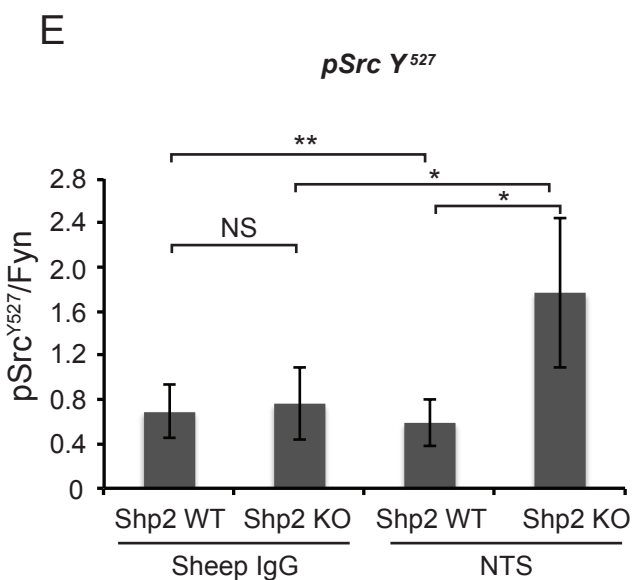 E
pSrc Y⁵²⁷
**
*
*
NS
2.8
2.4
2.0
1.6
1.2
0.8
0.4
0
pSrcY⁵²⁷/Fyn
Shp2 WT Shp2 KO Shp2 WT Shp2 KO
Sheep IgG NTS